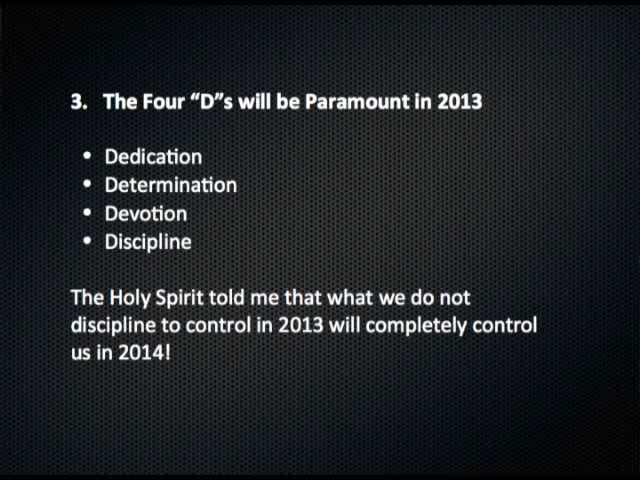 3. The Four “D”s will be Paramount in 2013
• Dedication
• Determination
• Devotion
• Discipline
The Holy Spirit told me that what we do not
discipline to control in 2013 will completely control
us in 2014!